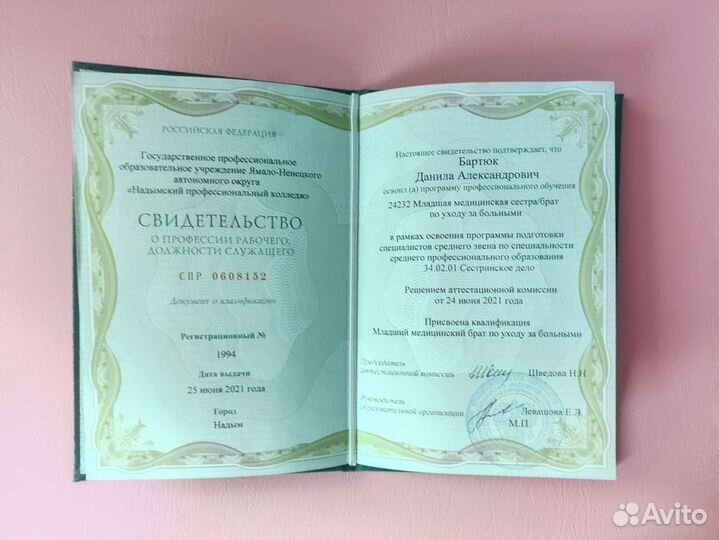 РОССИЙСКАЯ ФЕДЕРАЦИЯ
Государственное профессиональное
образовательное учреждение Ямало-Ненецкого
автономного округа
«Надымский профессиональный колледж»
СВИДЕТЕЛЬСТВО
О ПРОФЕССИИ РАБОЧЕГО,
ДОЛЖНОСТИ СЛУЖАЩЕГО
СПР 0608152
Документ о квалификации
Регистрационный №
1994
Дата выдачи
25 июня 2021 года
Город
Надым
Настоящее свидетельство подтверждает, что
Бартюк
Данила Александрович
освоил (а) программу профессионального обучения
24232 Младшая медицинская сестра/брат
по уходу за больными
в рамках освоения программы подготовки
специалистов среднего звена по специальности
среднего профессионального образования
34.02.01 Сестринское дело
Решением аттестационной комиссии
от 24 июня 2021 года
Присвоена квалификация
Младший медицинский брат по уходу за больными
Председатель
аттестационной комиссии Шведова Н.Н
Руководитель
образовательной организации Левашова Е.Л
М.П.
Avito